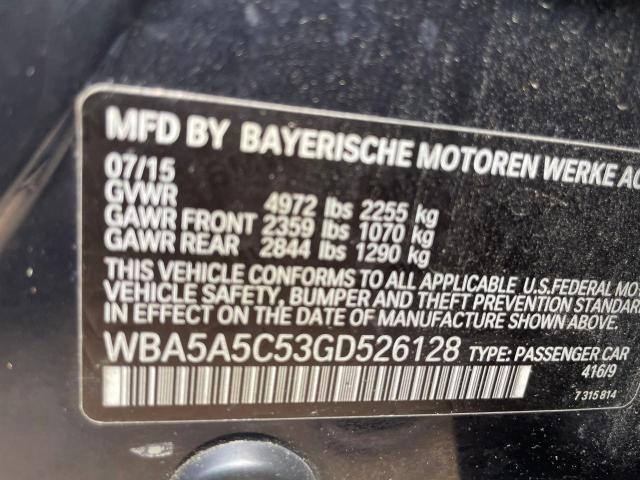 MFD BY BAYERISCHE MOTOREN WERKE AG
07/15
GVWR 4972 lbs 2255 kg
GAWR FRONT 2359 lbs 1070 kg
GAWR REAR 2844 lbs 1290 kg
THIS VEHICLE CONFORMS TO ALL APPLICABLE U.S.FEDERAL MO
VEHICLE SAFETY, BUMPER AND THEFT PREVENTION STANDARD
IN EFFECT ON THE DATE OF MANUFACTURE SHOWN ABOVE.
WBA5A5C53GD526128 TYPE: PASSENGER CAR
416/9
7 315 814